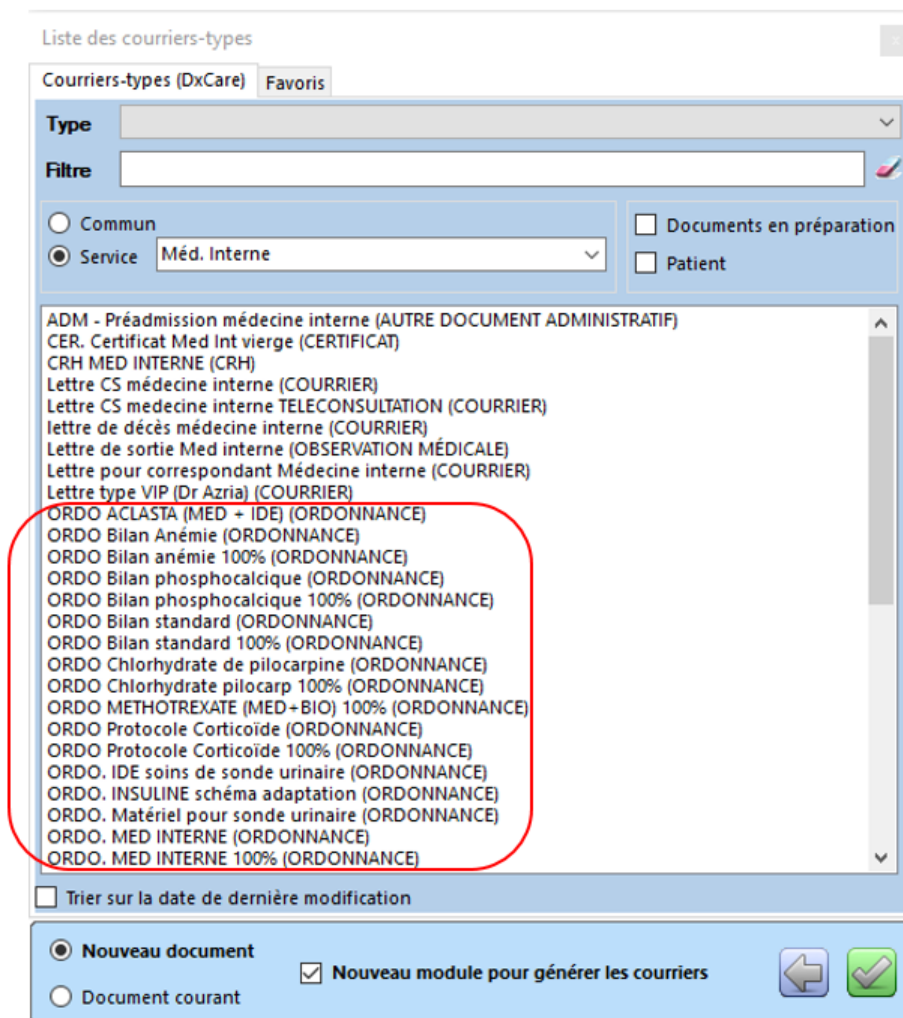 Liste des courriers-types
Courriers-types (DxCare) Favoris
Type
Filtre
Commun
Service Méd. Interne
Documents en préparation
Patient
ADM - Préadmission médecine interne (AUTRE DOCUMENT ADMINISTRATIF)
CER. Certificat Med Int vierge (CERTIFICAT)
CRH MED INTERNE (CRH)
Lettre CS médecine interne (COURRIER)
Lettre CS medecine interne TELECONSULTATION (COURRIER)
lettre de décès médecine interne (COURRIER)
Lettre de sortie Med interne (OBSERVATION MÉDICALE)
Lettre pour correspondant Médecine interne (COURRIER)
Lettre type VIP (Dr Azria) (COURRIER)
ORDO ACLASTA (MED + IDE) (ORDONNANCE)
ORDO Bilan Anémie (ORDONNANCE)
ORDO Bilan anémie 100% (ORDONNANCE)
ORDO Bilan phosphocalcique (ORDONNANCE)
ORDO Bilan phosphocalcique 100% (ORDONNANCE)
ORDO Bilan standard (ORDONNANCE)
ORDO Bilan standard 100% (ORDONNANCE)
ORDO Chlorhydrate de pilocarpine (ORDONNANCE)
ORDO Chlorhydrate pilocarp 100% (ORDONNANCE)
ORDO METHOTREXATE (MED+BIO) 100% (ORDONNANCE)
ORDO Protocole Corticoïde (ORDONNANCE)
ORDO Protocole Corticoïde 100% (ORDONNANCE)
ORDO. IDE soins de sonde urinaire (ORDONNANCE)
ORDO. INSULINE schéma adaptation (ORDONNANCE)
ORDO. Matériel pour sonde urinaire (ORDONNANCE)
ORDO. MED INTERNE (ORDONNANCE)
ORDO. MED INTERNE 100% (ORDONNANCE)
Trier sur la date de dernière modification
Nouveau document
Nouveau module pour générer les courriers
Document courant